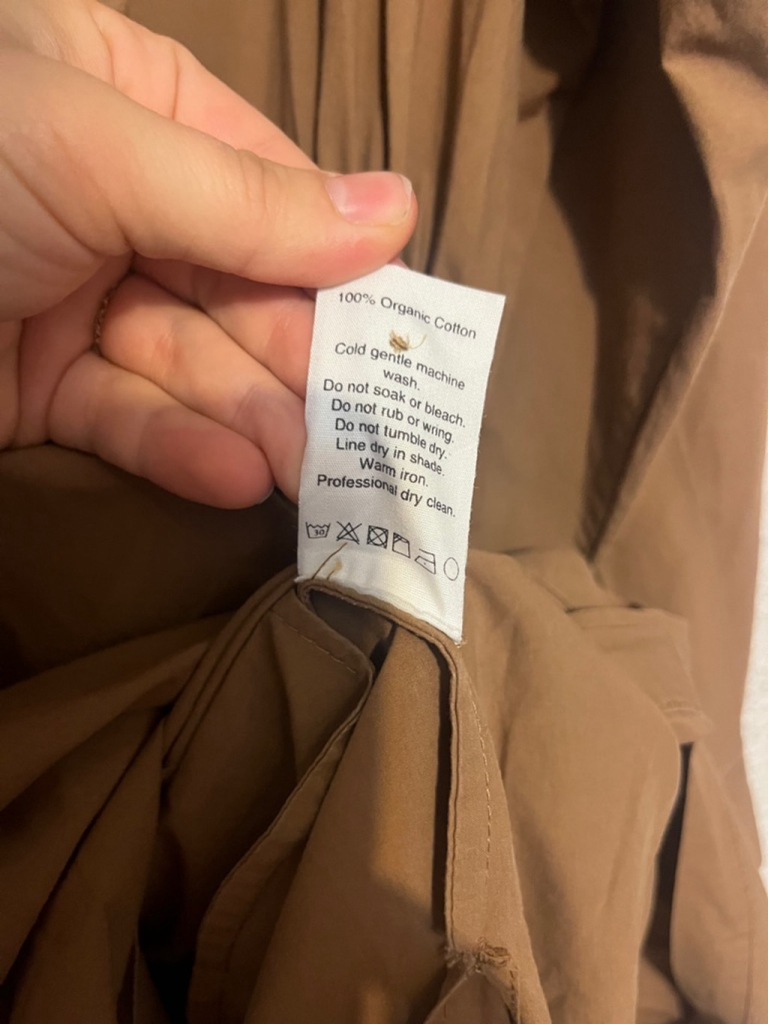 100% Organic Cotton
Cold gentle machine
wash.
Do not soak or bleach.
Do not rub or wring.
Do not tumble dry.
Line dry in shade.
Warm iron.
Professional dry clean.
30